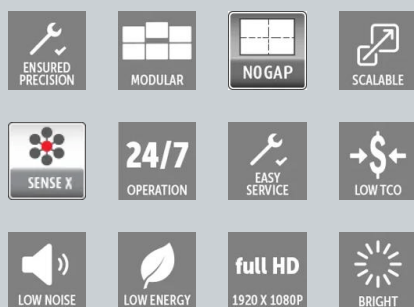 ENSURED
PRECISION
MODULAR
NO GAP
SCALABLE
SENSE X
24/7
OPERATION
EASY
SERVICE
LOW TCO
LOW NOISE
LOW ENERGY
full HD
1920 X 1080P
BRIGHT